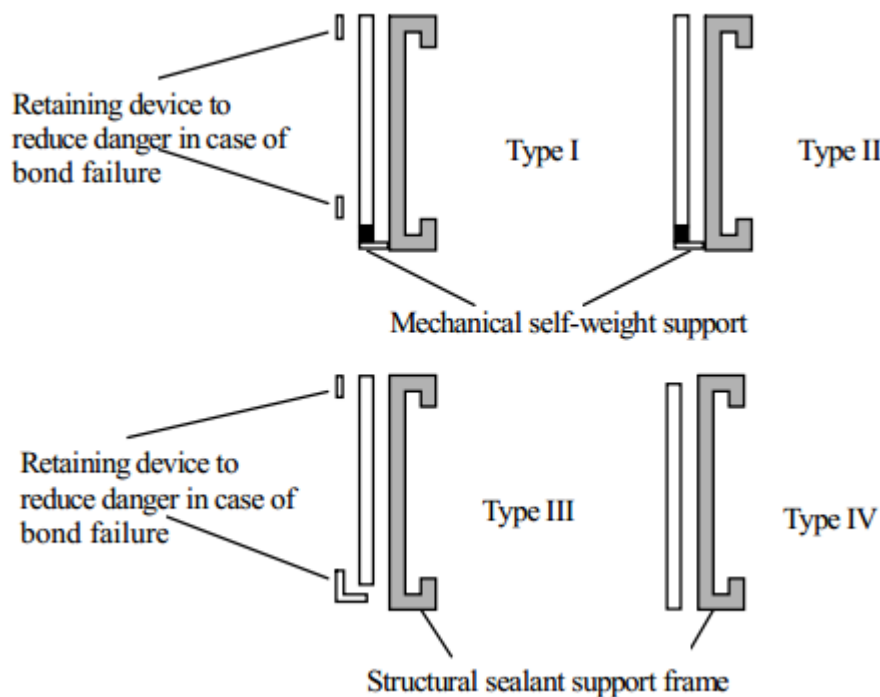 Retaining device to
reduce danger in case of
bond failure
Type I
Type II
Mechanical self-weight support
Retaining device to
reduce danger in case of
bond failure
Type III
Type IV
Structural sealant support frame